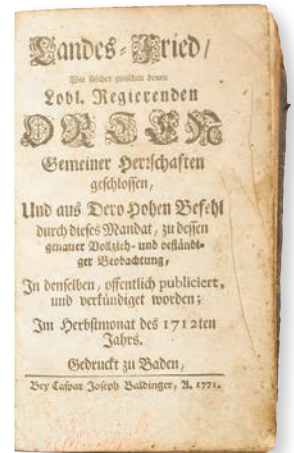 Landes-Fried/
Wie solcher zwischen denen
Lobl. Regierenden
ORTEN
Gemeiner Herrschaften
geschlossen,
Und aus Dero Hohen Befehl
durch dieses Mandat, zu dessen
genauer Vollzieh- und beständi-
ger Beobachtung,
In denselben, offentlich publiciert,
und verkündiget worden;
Im Herbstmonat des 1712ten
Jahrs.
Gedruckt zu Baden,
Bey Caspar Joseph Baldinger, A. 1771.